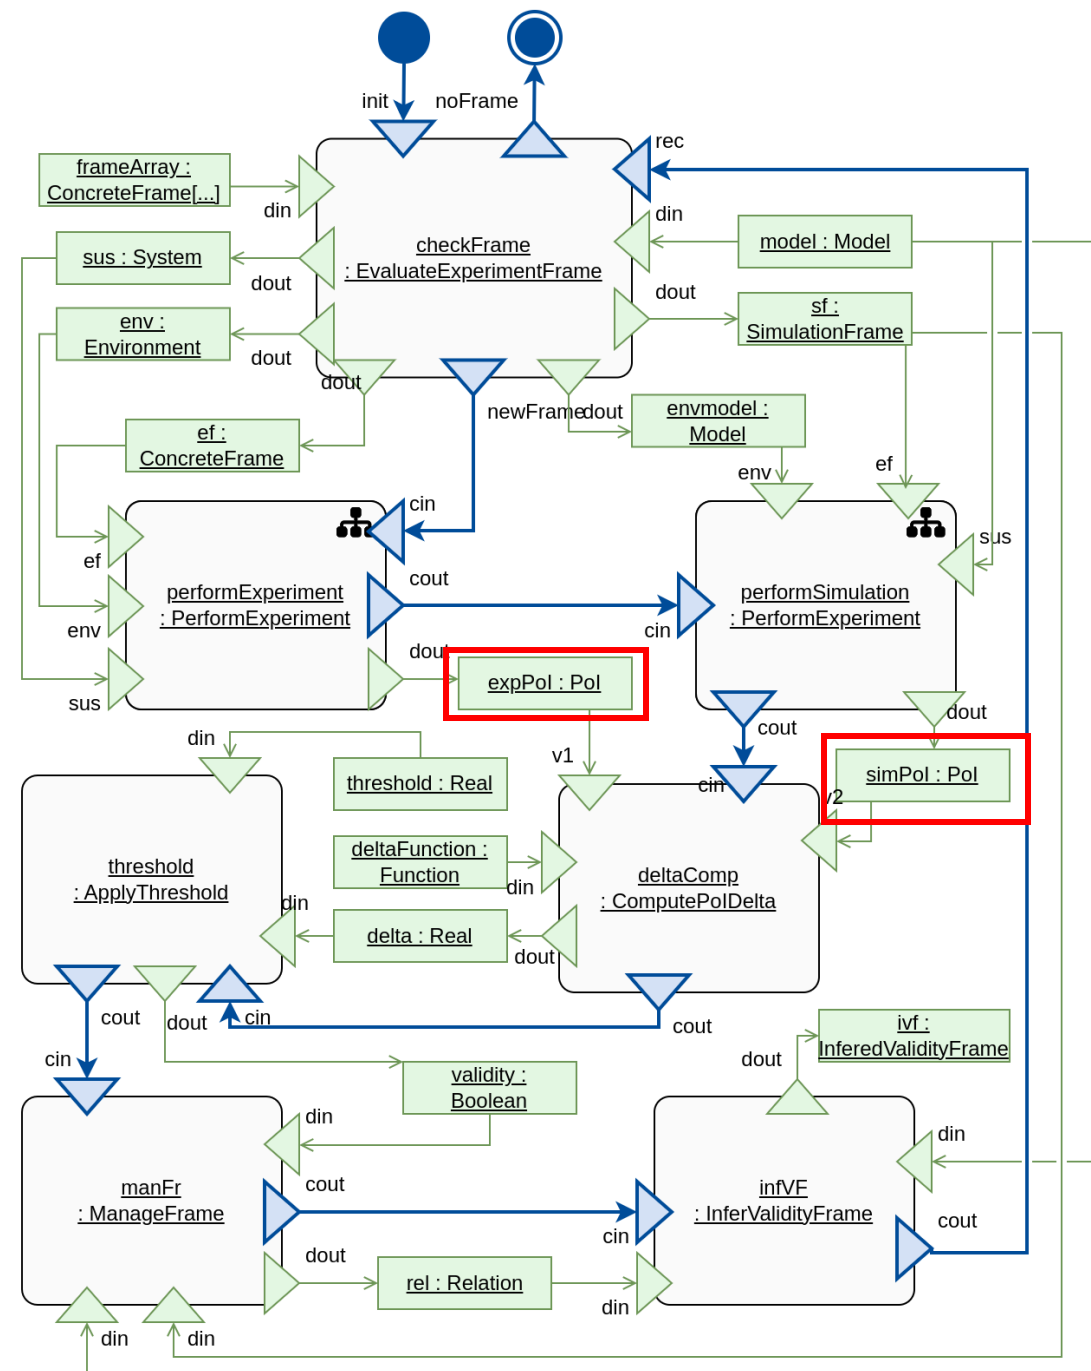 init
noFrame
rec
frameArray :
ConcreteFrame[...]
din
din
sus : System
checkFrame
: EvaluateExperimentFrame
model : Model
dout
dout
env :
Environment
sf :
SimulationFrame
dout
dout
newFrame
dout
envmodel :
Model
ef :
ConcreteFrame
env
ef
cin
sus
ef
cout
performExperiment
: PerformExperiment
performSimulation
: PerformExperiment
env
cin
dout
sus
expPoI : PoI
dout
cout
din
v1
threshold : Real
cin
simPoI : PoI
v2
deltaFunction :
Function
threshold
: ApplyThreshold
din
deltaComp
: ComputePoIDelta
din
delta : Real
dout
cout
dout
cin
cout
ivf :
InferedValidityFrame
cin
dout
validity :
Boolean
din
din
cout
manFr
: ManageFrame
infVF
: InferValidityFrame
cout
cin
dout
rel : Relation
din
din
din